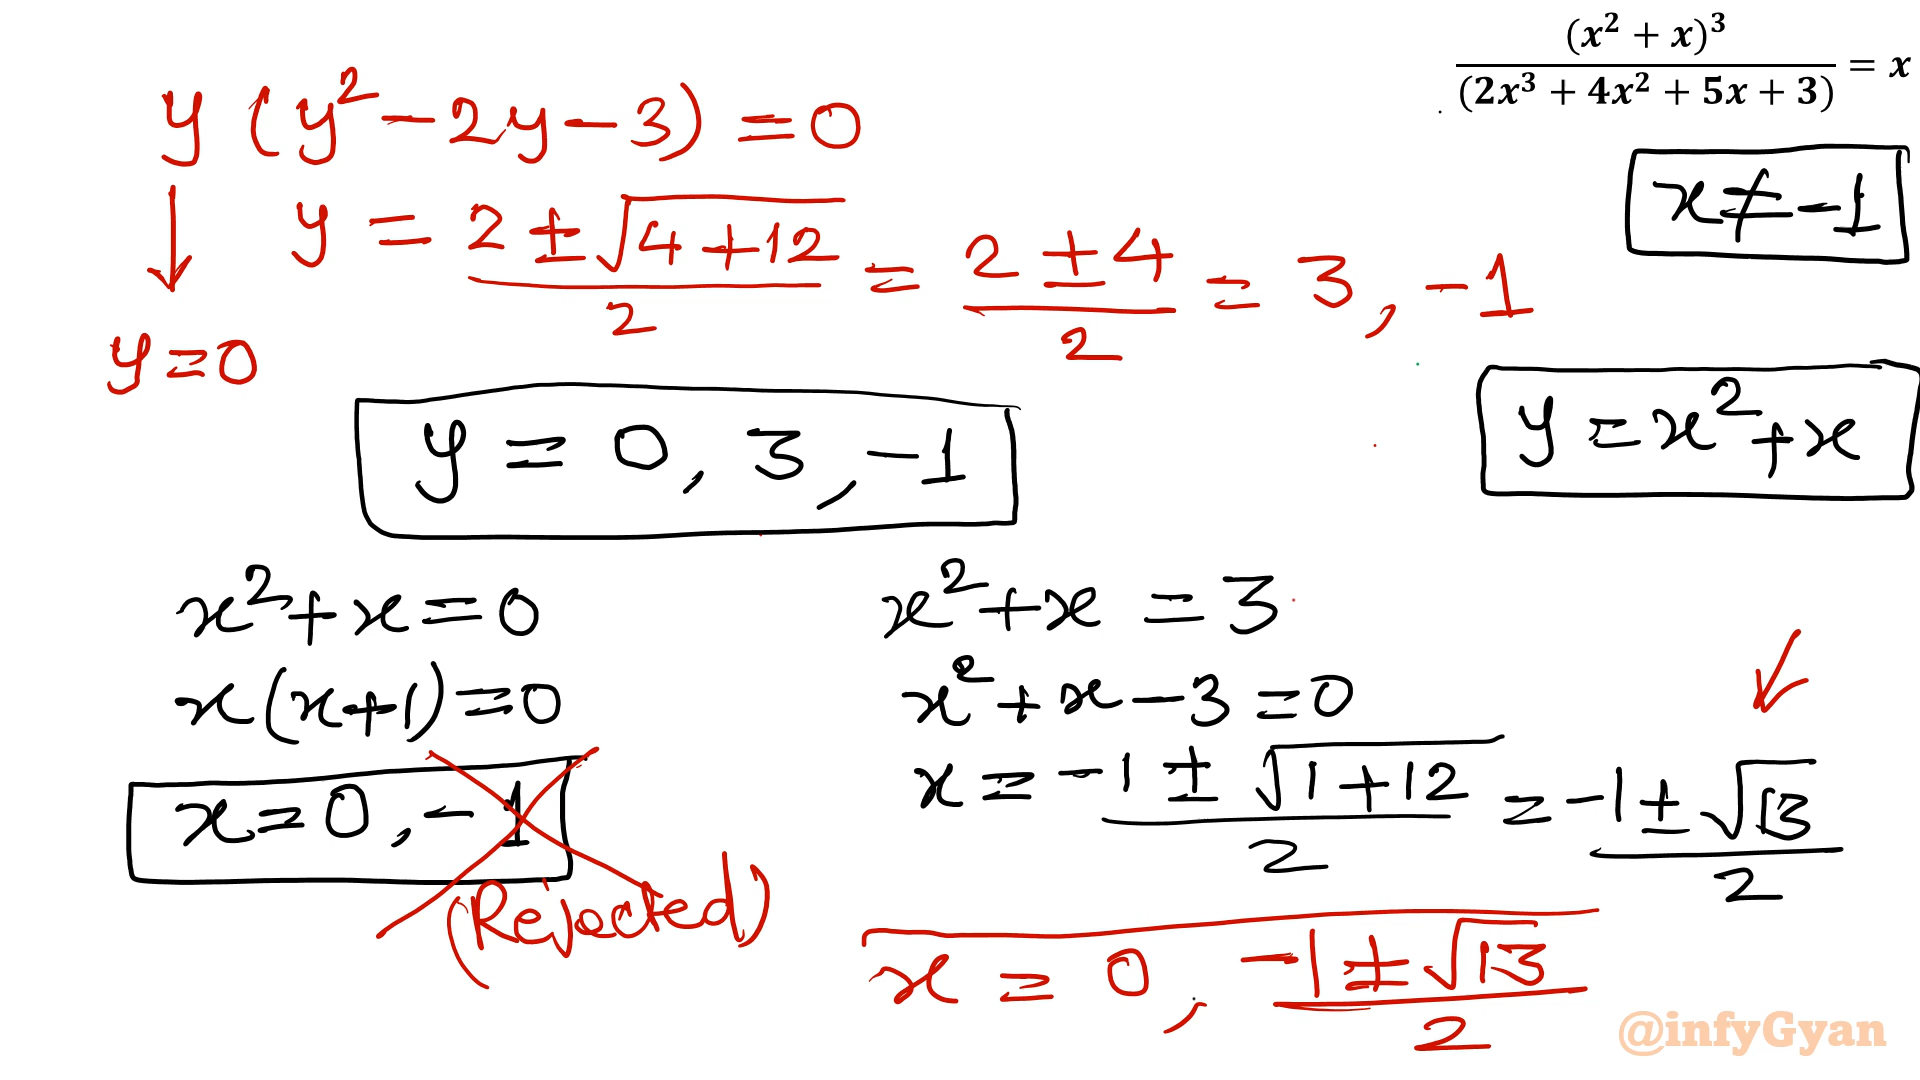 (x² + x)³ / (2x³ + 4x² + 5x + 3) = x
y (y² − 2y − 3) = 0
x ≠ −1
y = (2 ± √(4 + 12)) / 2 = (2 ± 4) / 2 = 3, −1
y = 0
y = x² + x
y = 0, 3, −1
x² + x = 0
x(x+1) = 0
x = 0, −1
(Rejected)
x² + x = 3
x² + x − 3 = 0
x = (−1 ± √(1 + 12)) / 2 = (−1 ± √13) / 2
x = 0, (−1 ± √13) / 2
@infyGyan